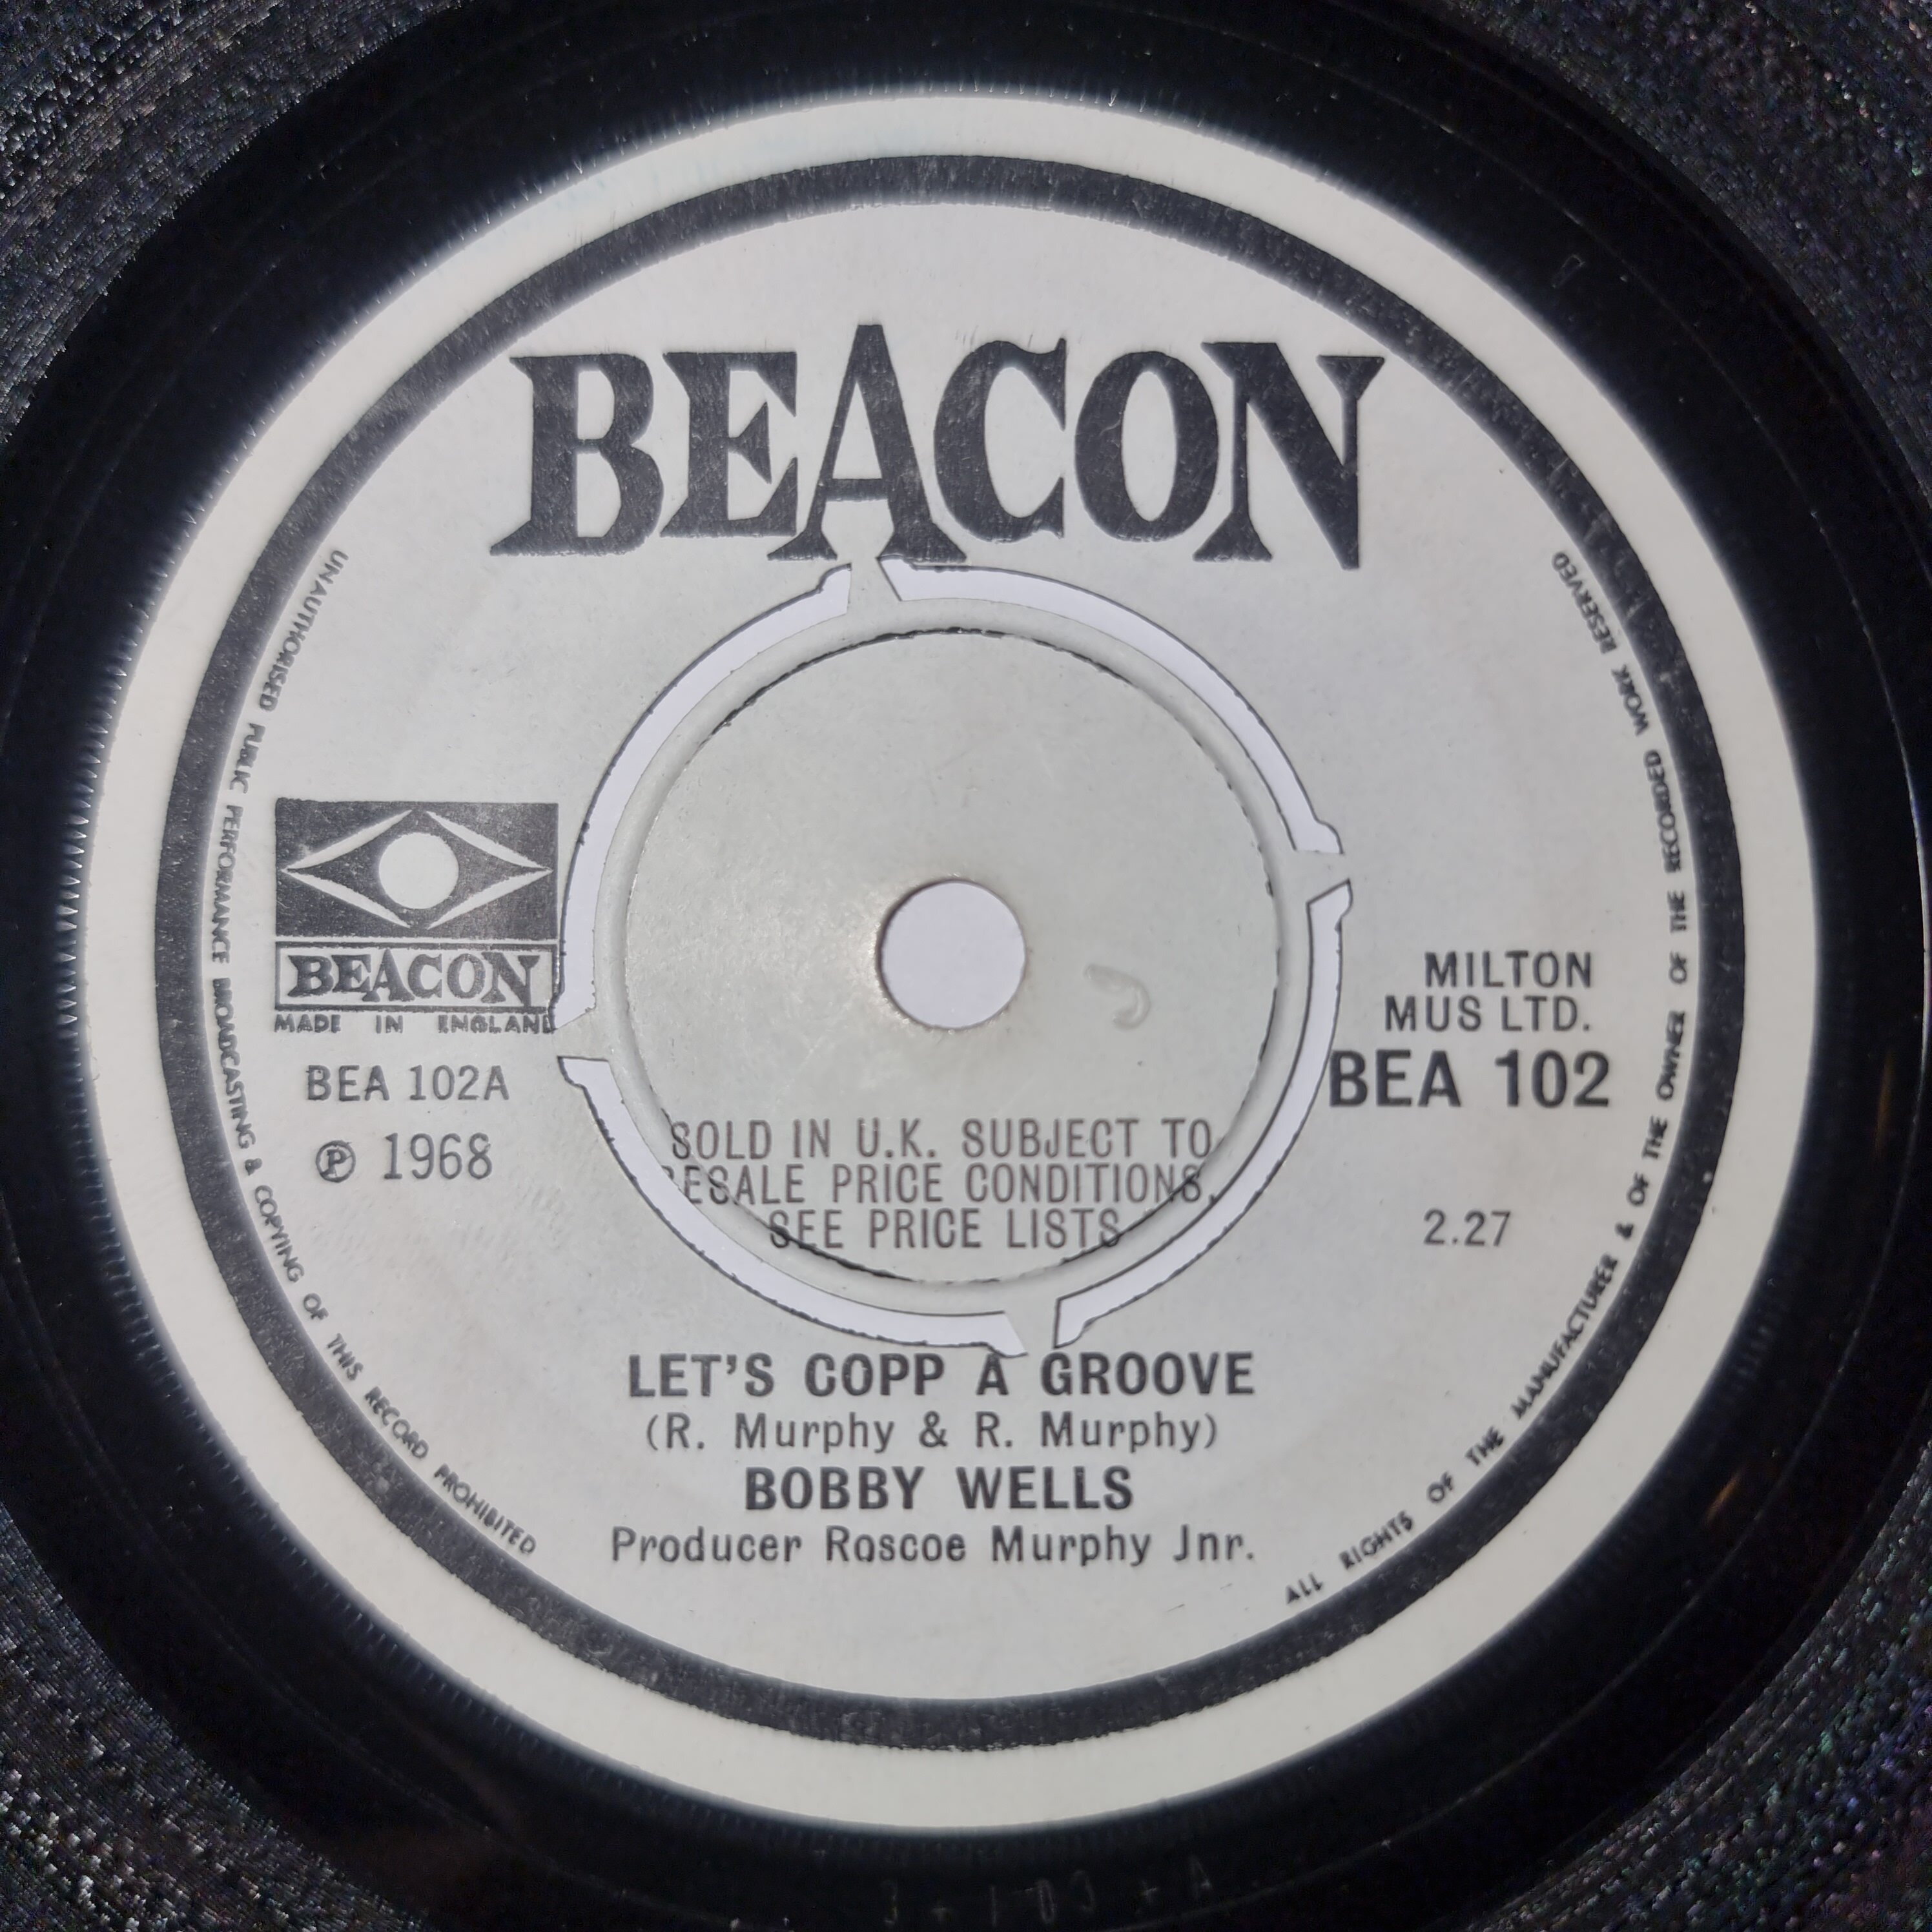 BEACON
UNAUTHORISED PUBLIC PERFORMANCE BROADCASTING & COPYING OF THIS RECORD PROHIBITED
BEACON
MADE IN ENGLAND
BEA 102A
Ⓟ 1968
SOLD IN U.K. SUBJECT TO
RESALE PRICE CONDITIONS,
SEE PRICE LISTS
MILTON
MUS LTD.
BEA 102
2.27
ALL RIGHTS OF THE MANUFACTURER & OF THE OWNER OF THE RECORDED WORK RESERVED
LET'S COPP A GROOVE
(R. Murphy & R. Murphy)
BOBBY WELLS
Producer Roscoe Murphy Jnr.